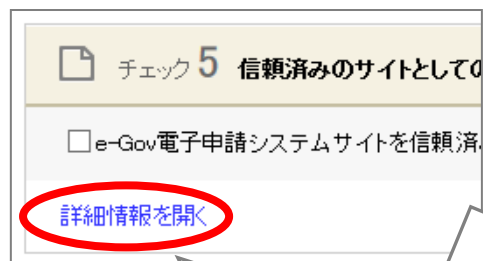 チェック 5 信頼済みのサイトとしての
□e-Gov電子申請システムサイトを信頼済
詳細情報を開く